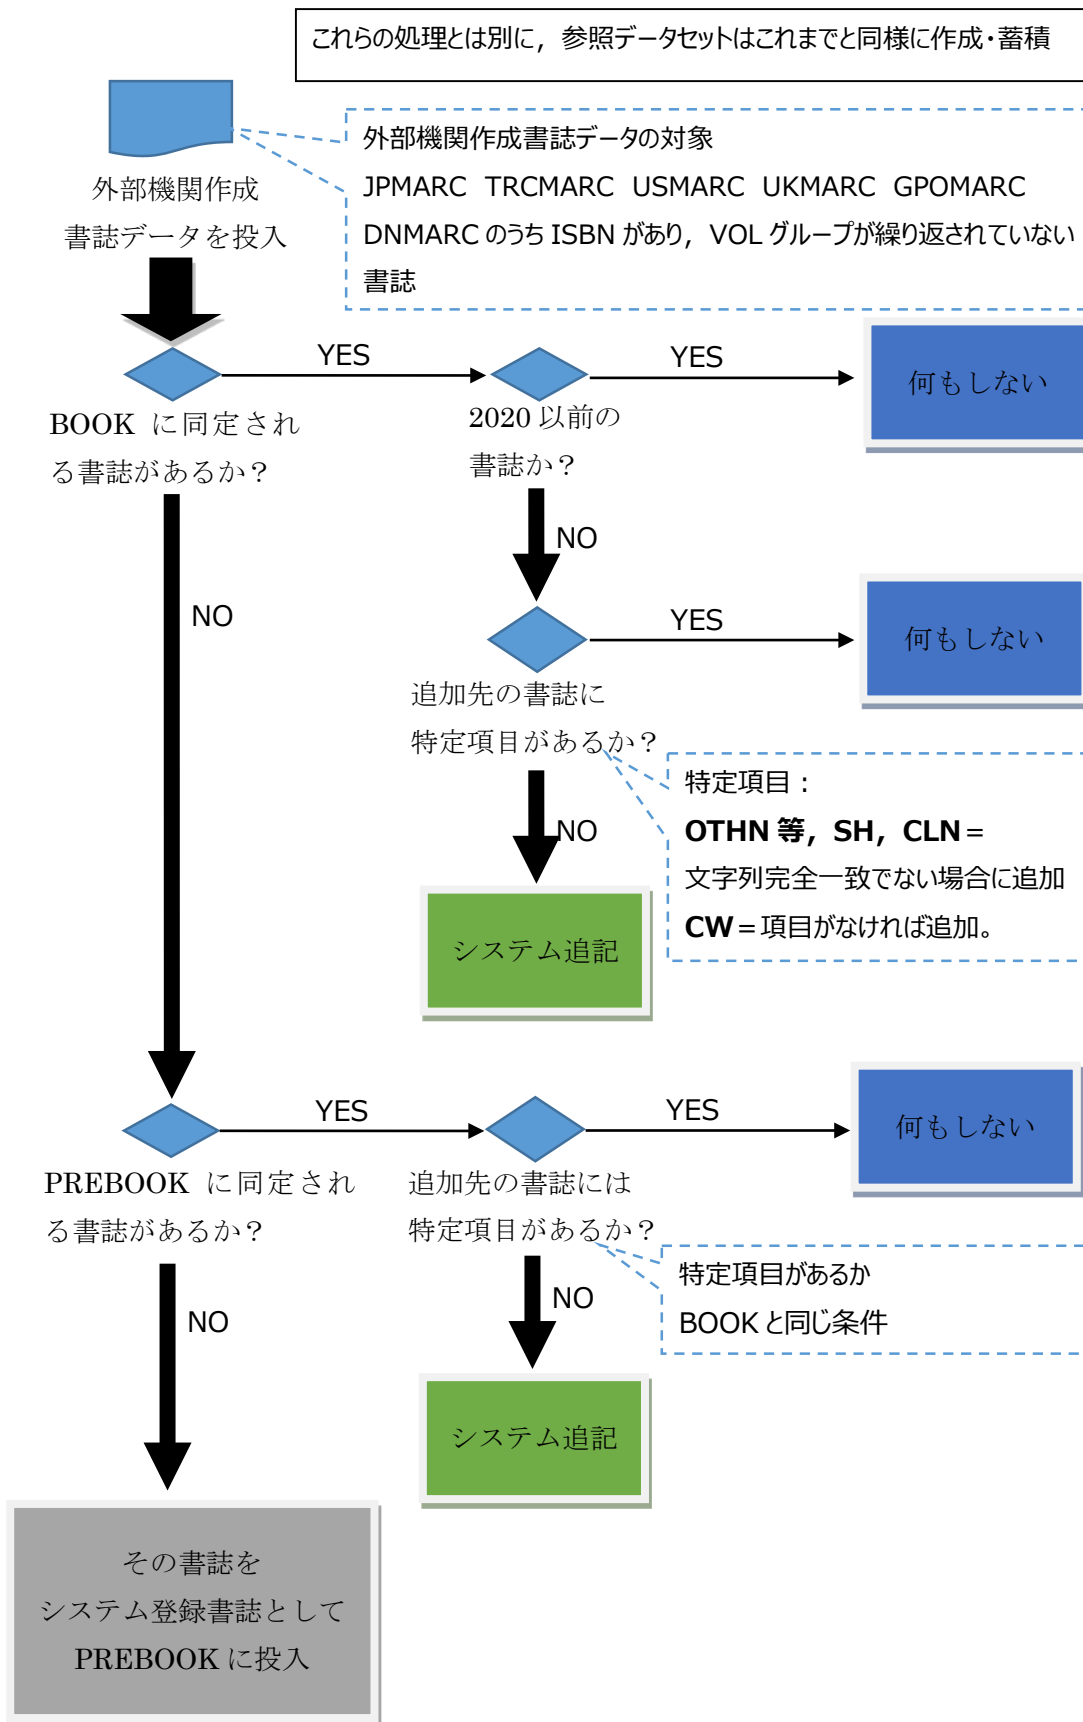 これらの処理とは別に，参照データセットはこれまでと同様に作成・蓄積
外部機関作成書誌データの対象
JPMARC TRCMARC USMARC UKMARC GPOMARC
DNMARC のうち ISBN があり，VOL グループが繰り返されていない
書誌
外部機関作成
書誌データを投入
YES
YES
何もしない
BOOK に同定され
る書誌があるか？
2020 以前の
書誌か？
NO
NO
YES
何もしない
追加先の書誌に
特定項目があるか？
特定項目：
OTHN 等，SH，CLN＝
文字列完全一致でない場合に追加
CW＝項目がなければ追加。
NO
システム追記
YES
YES
何もしない
PREBOOK に同定され
る書誌があるか？
追加先の書誌には
特定項目があるか？
特定項目があるか
BOOK と同じ条件
NO
NO
システム追記
その書誌を
システム登録書誌として
PREBOOK に投入